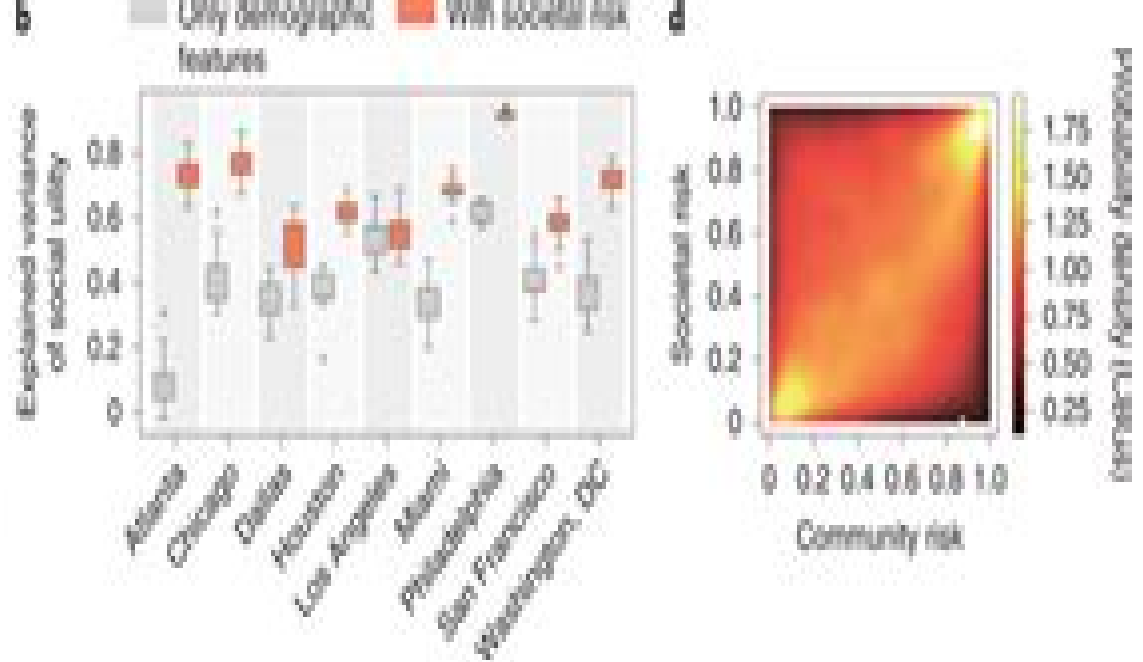 Only demographic
features
With societal risk
Explained variance
of social utility
0.8
0.6
0.4
0.2
0
Atlanta
Chicago
Dallas
Houston
Los Angeles
Miami
Philadelphia
San Francisco
Washington, DC
Societal risk
1.0
0.8
0.6
0.4
0.2
0
0 0.2 0.4 0.6 0.8 1.0
Community risk
1.75
1.50
1.25
1.00
0.75
0.50
0.25
Probability density